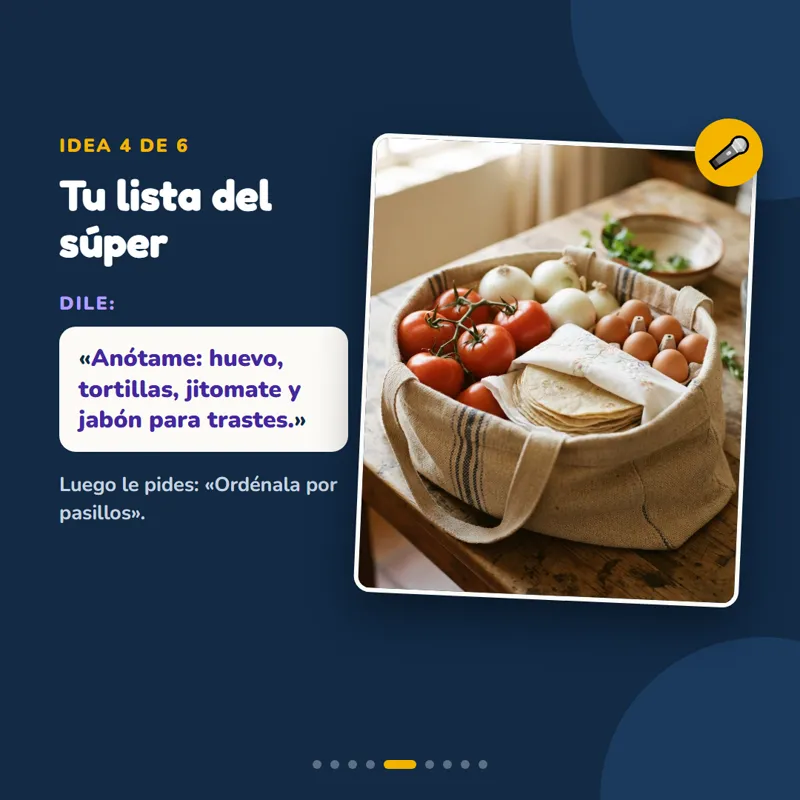 IDEA 4 DE 6
Tu lista del
súper
DILE:
«Anótame: huevo,
tortillas, jitomate y
jabón para trastes.»
Luego le pides: «Ordénala por
pasillos».